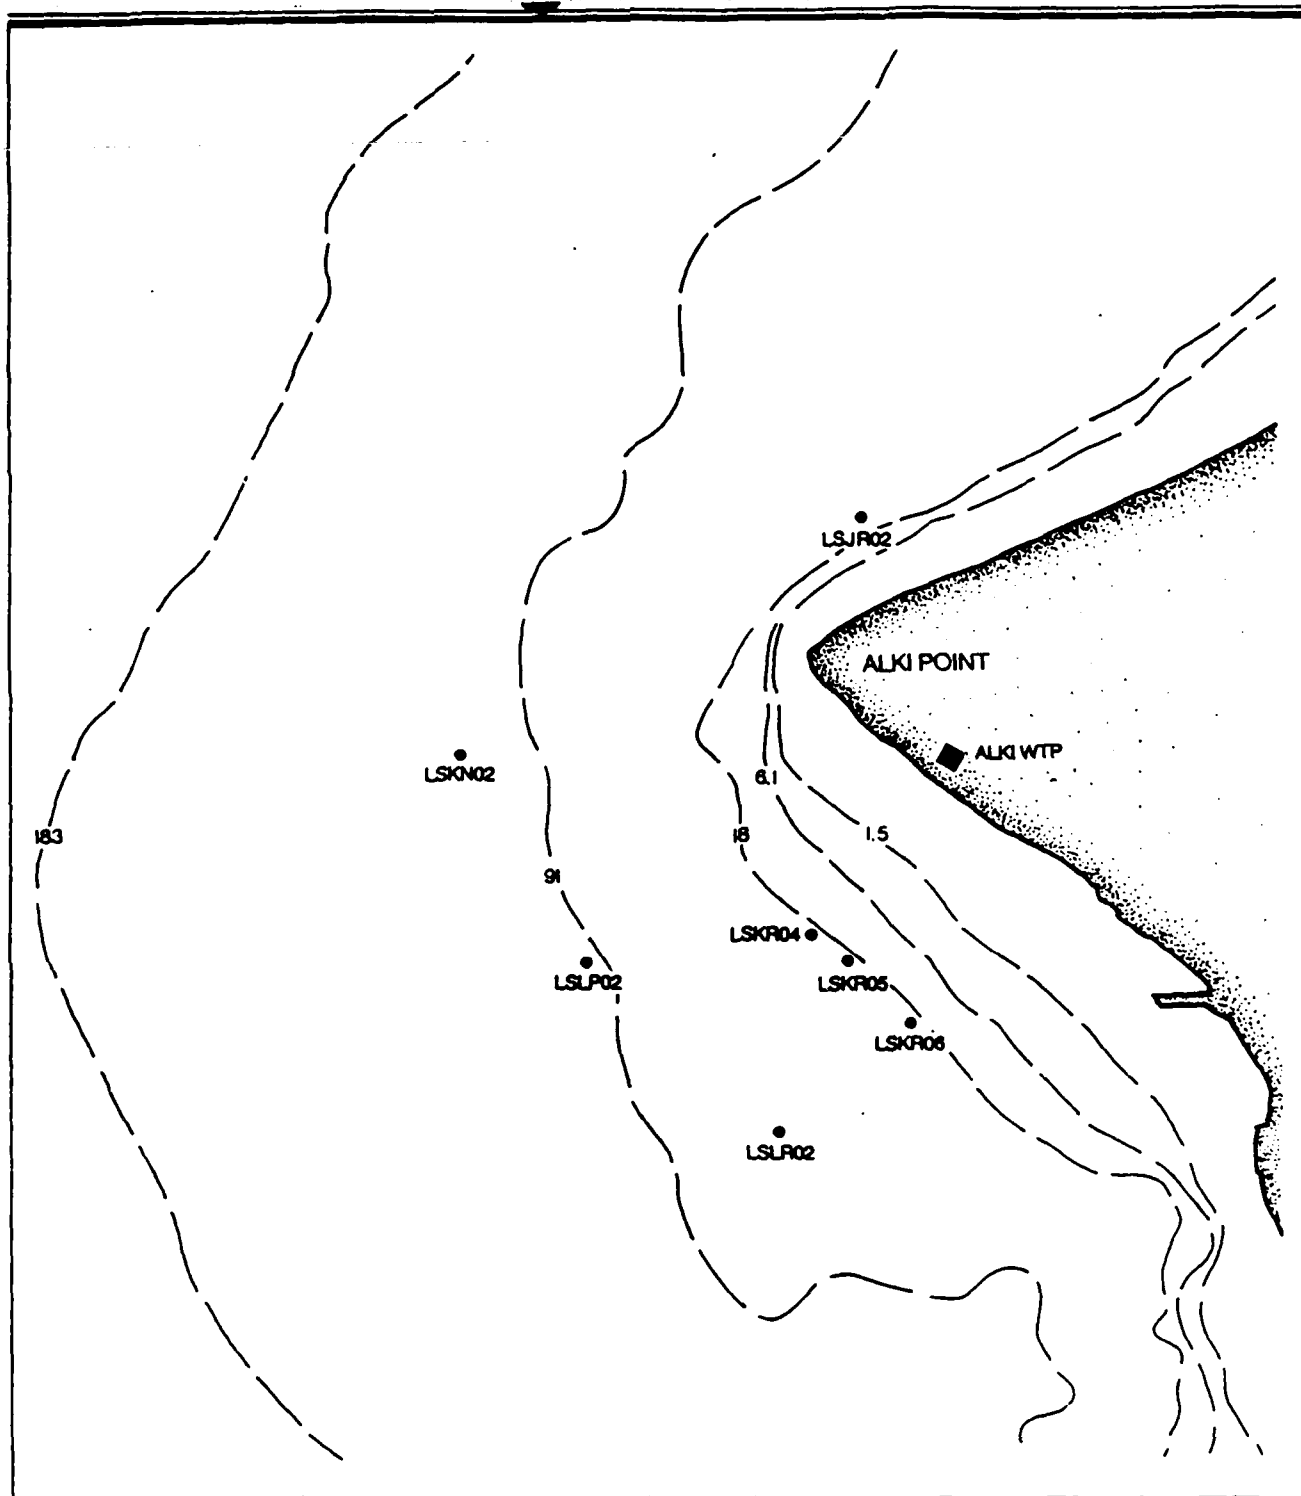 LSJR02
ALKI POINT
ALKI WTP
LSKN02
6.1
183
18
1.5
91
LSKR04
LSLP02
LSKR05
LSKR06
LSLR02